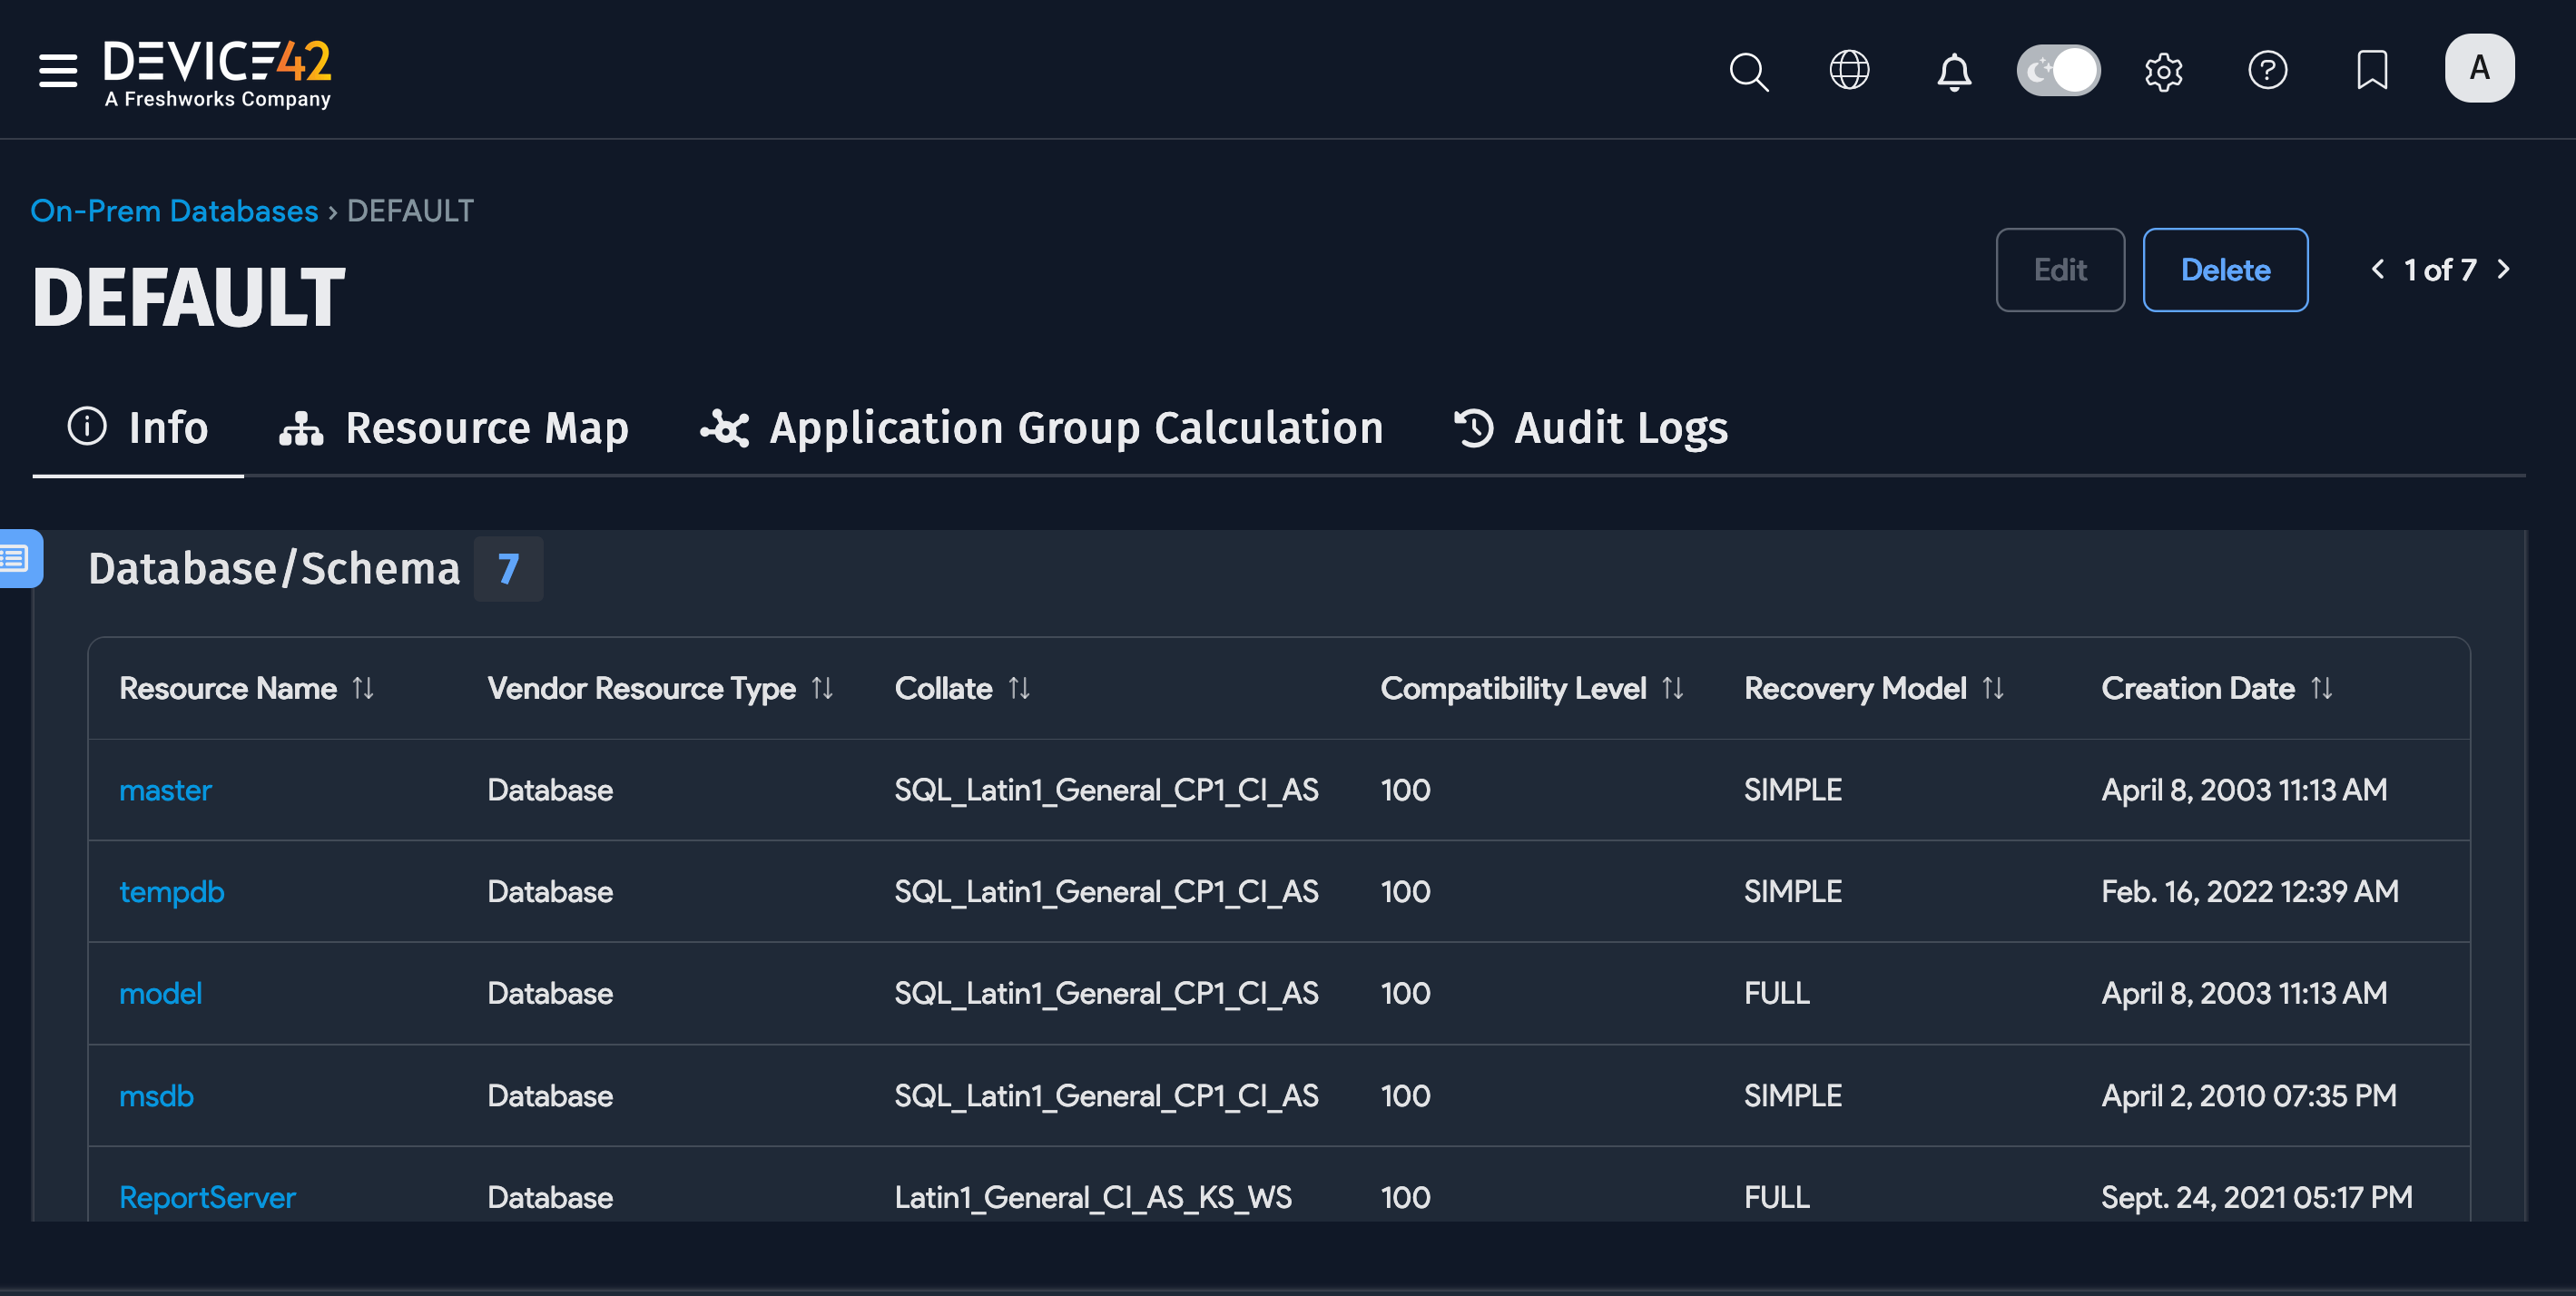 DEVICE42
A Freshworks Company
A
On-Prem Databases › DEFAULT
DEFAULT
Edit
Delete
1 of 7
Info
Resource Map
Application Group Calculation
Audit Logs
Database/Schema 7
Resource Name Vendor Resource Type Collate Compatibility Level Recovery Model Creation Date
master Database SQL_Latin1_General_CP1_CI_AS 100 SIMPLE April 8, 2003 11:13 AM
tempdb Database SQL_Latin1_General_CP1_CI_AS 100 SIMPLE Feb. 16, 2022 12:39 AM
model Database SQL_Latin1_General_CP1_CI_AS 100 FULL April 8, 2003 11:13 AM
msdb Database SQL_Latin1_General_CP1_CI_AS 100 SIMPLE April 2, 2010 07:35 PM
ReportServer Database Latin1_General_CI_AS_KS_WS 100 FULL Sept. 24, 2021 05:17 PM